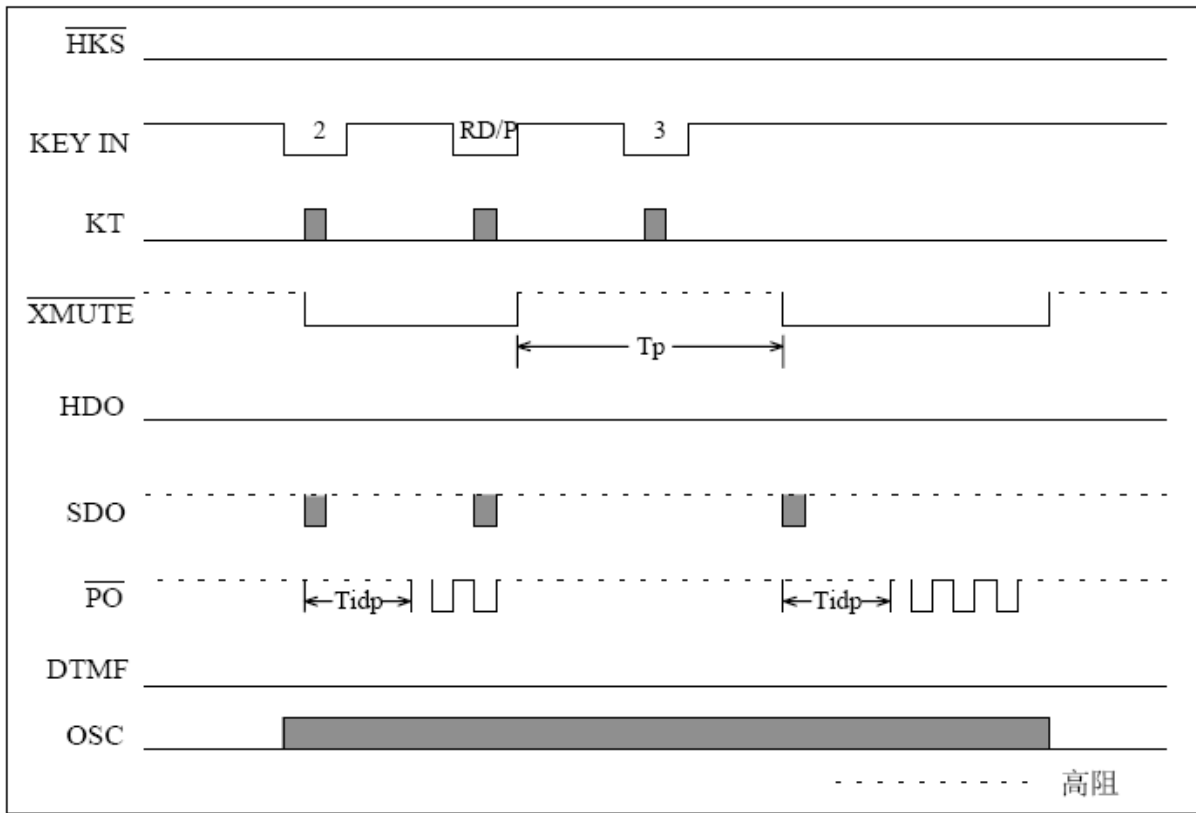 HKS
KEY IN 2 RD/P 3
KT
XMUTE
Tp
HDO
SDO
PO Tidp Tidp
DTMF
OSC
高阻